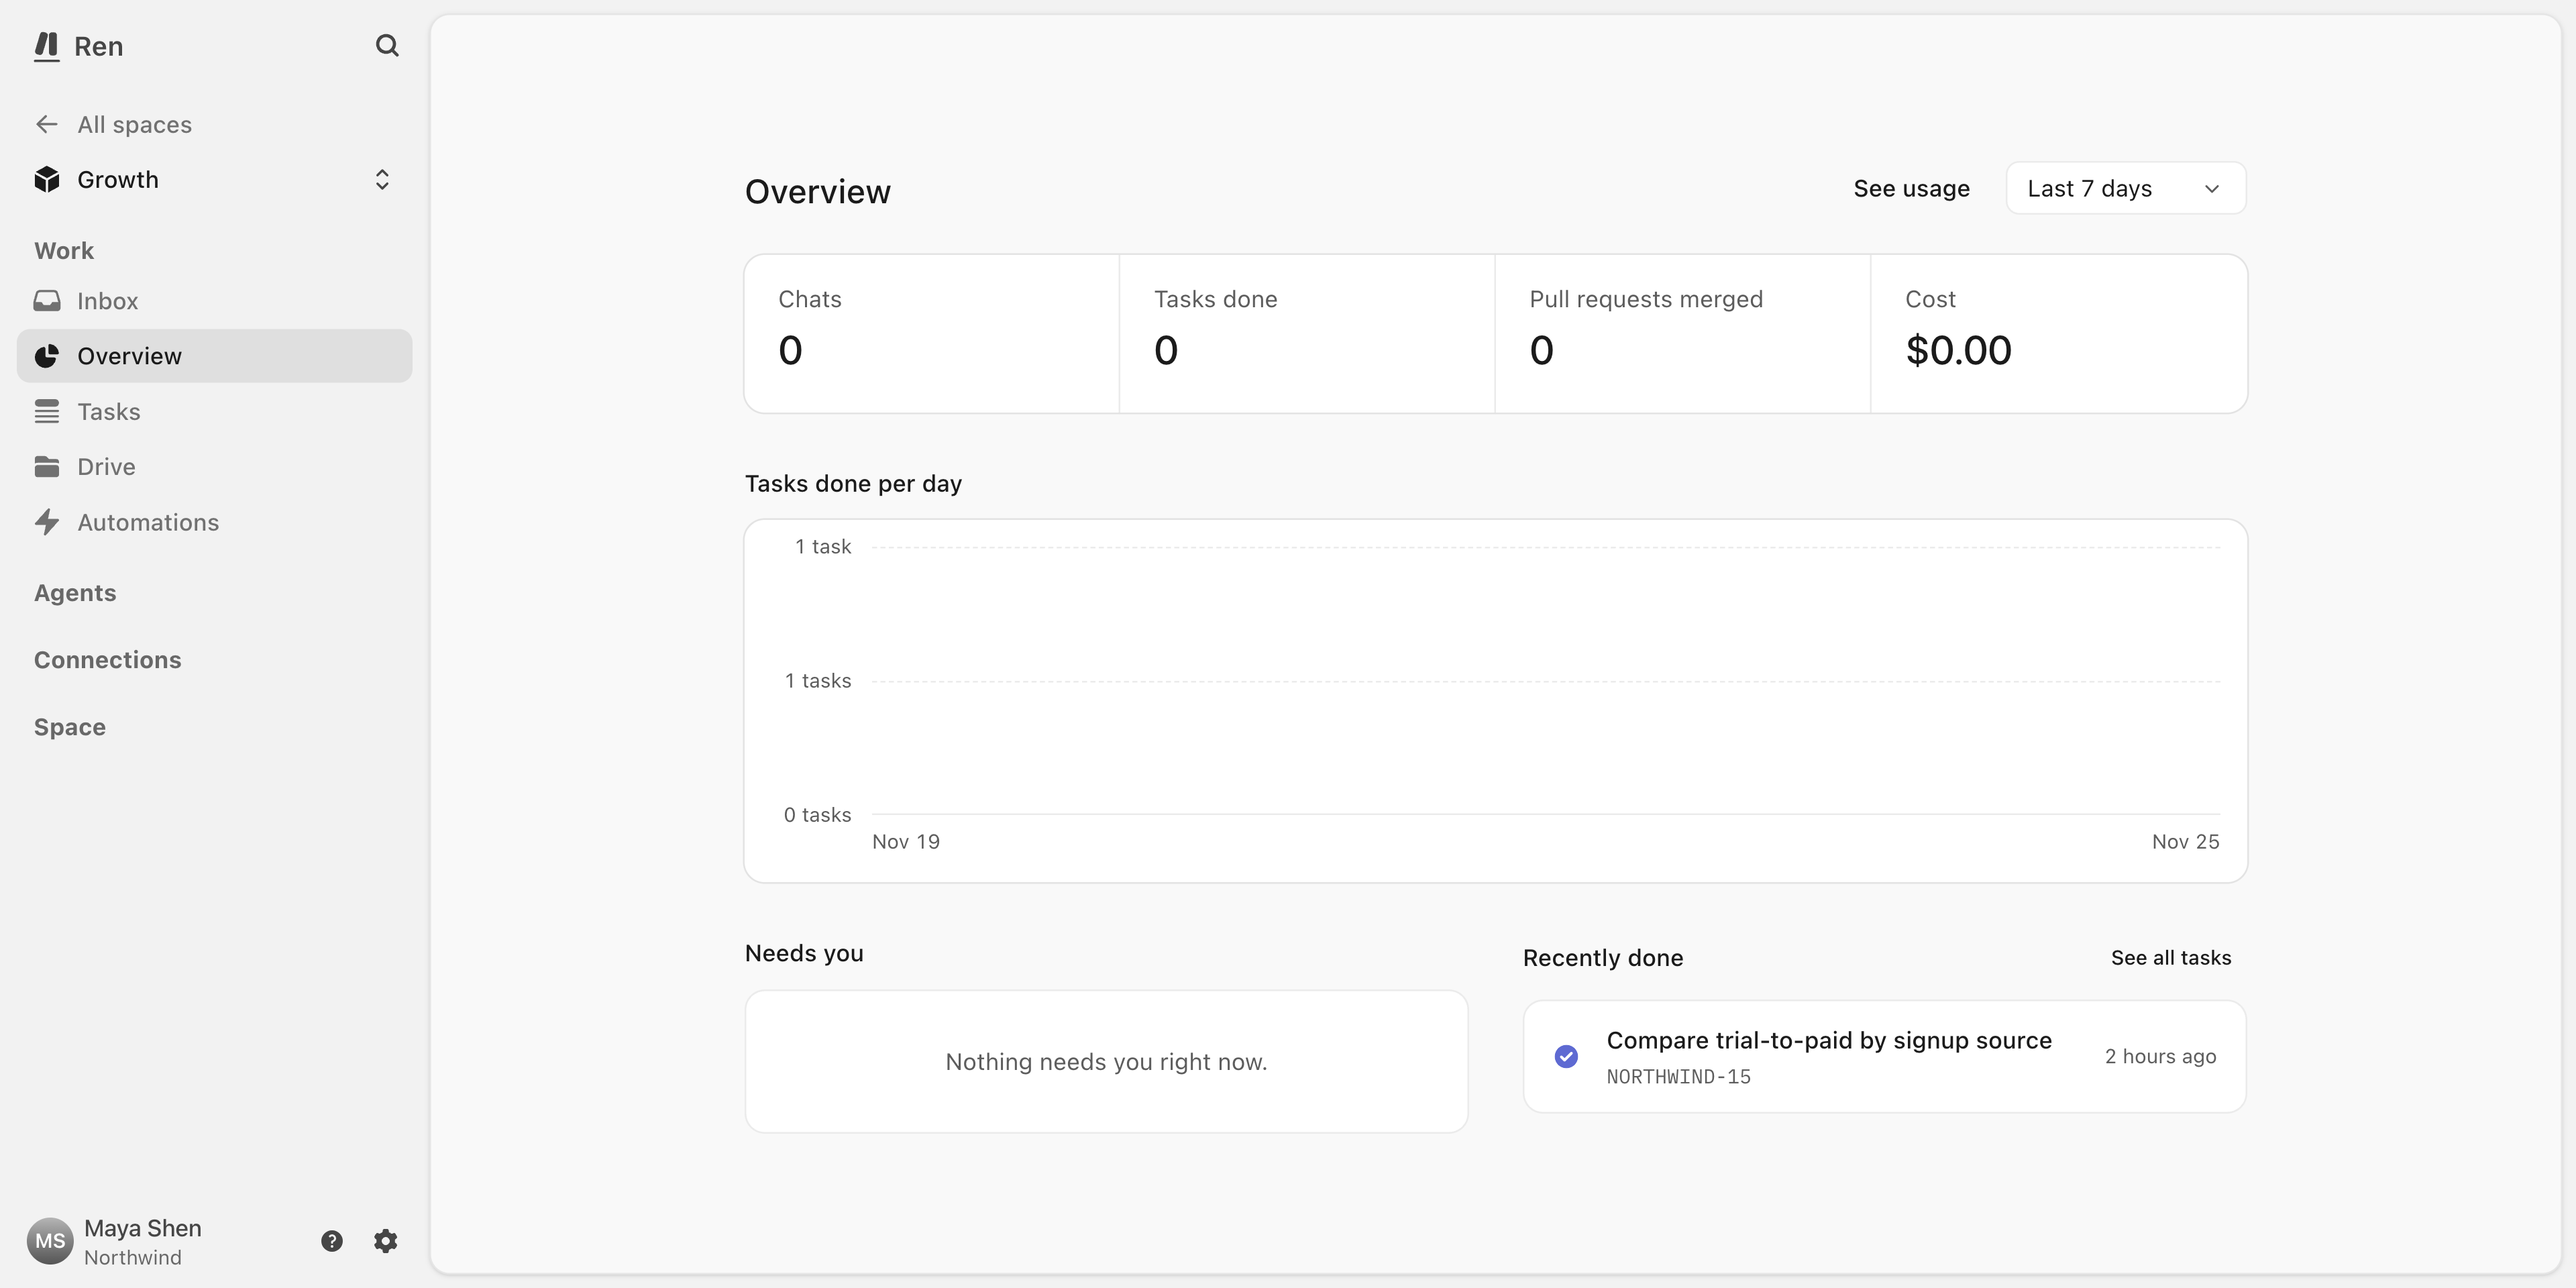 Ren
All spaces
Growth
Work
Inbox
Overview
Tasks
Drive
Automations
Agents
Connections
Space
MS
Maya Shen
Northwind
?
Overview
See usage
Last 7 days
Chats
0
Tasks done
0
Pull requests merged
0
Cost
$0.00
Tasks done per day
1 task
1 tasks
0 tasks
Nov 19
Nov 25
Needs you
Nothing needs you right now.
Recently done
See all tasks
Compare trial-to-paid by signup source
NORTHWIND-15
2 hours ago